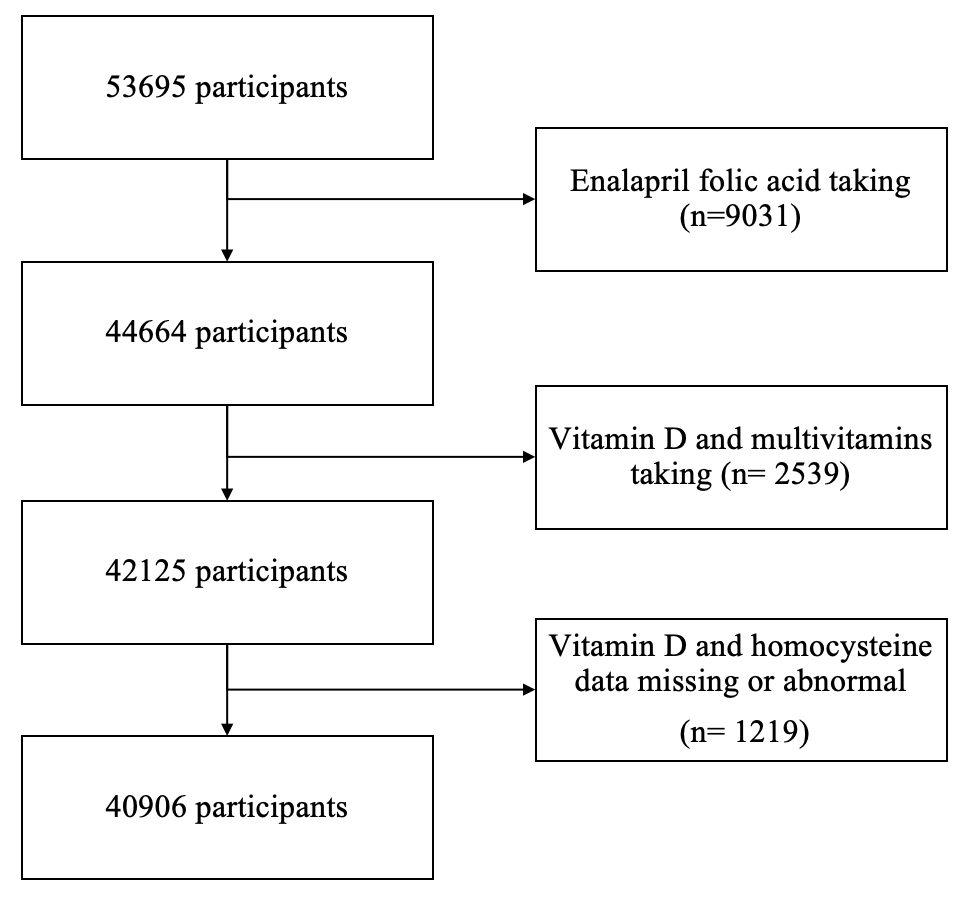 53695 participants
Enalapril folic acid taking
(n=9031)
44664 participants
Vitamin D and multivitamins
taking (n= 2539)
42125 participants
Vitamin D and homocysteine
data missing or abnormal
(n= 1219)
40906 participants